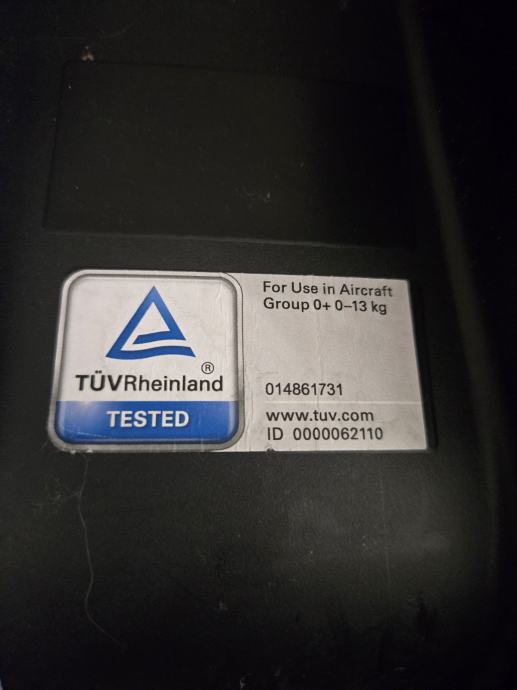 For Use in Aircraft
Group 0+ 0–13 kg
®
TÜVRheinland
TESTED
014861731
www.tuv.com
ID 0000062110